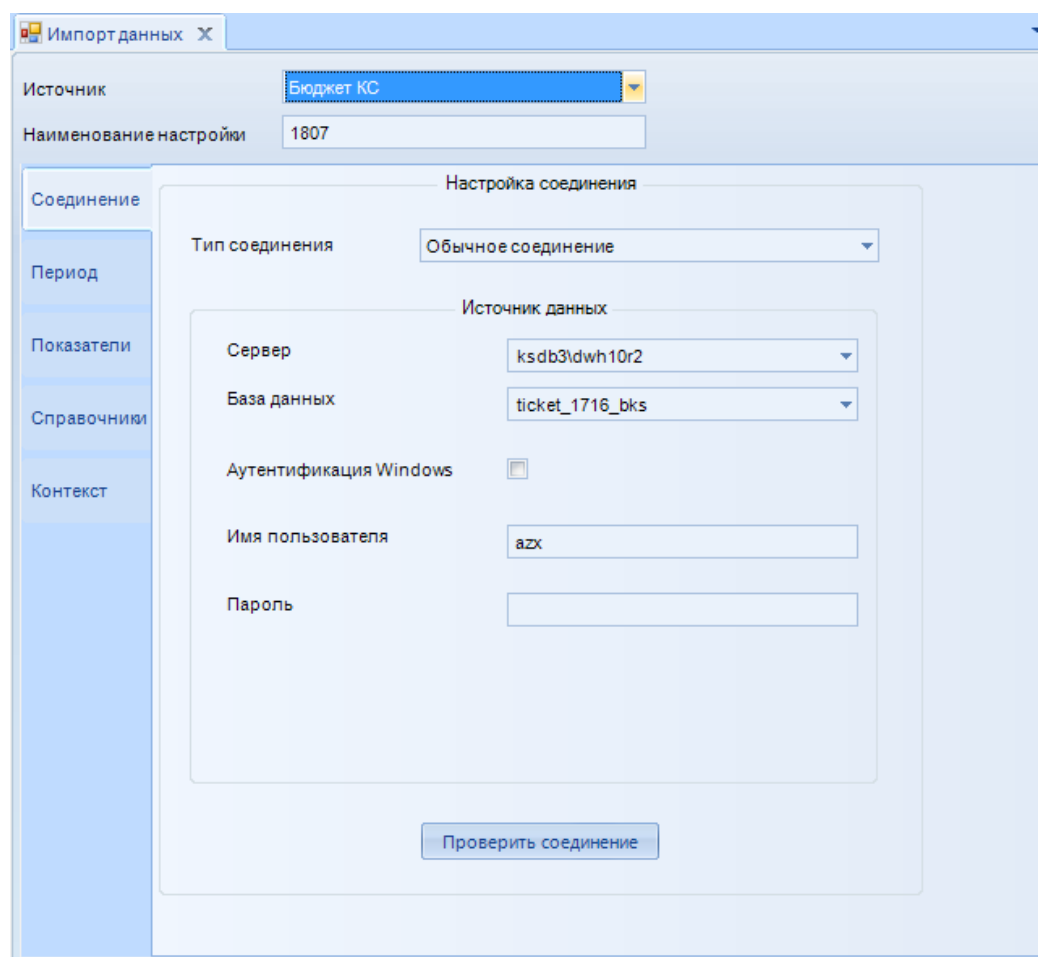 Импорт данных
Источник Бюджет КС
Наименование настройки 1807
Соединение
Период
Показатели
Справочники
Контекст
Настройка соединения
Тип соединения Обычное соединение
Источник данных
Сервер ksdb3\dwh10r2
База данных ticket_1716_bks
Аутентификация Windows
Имя пользователя azx
Пароль
Проверить соединение